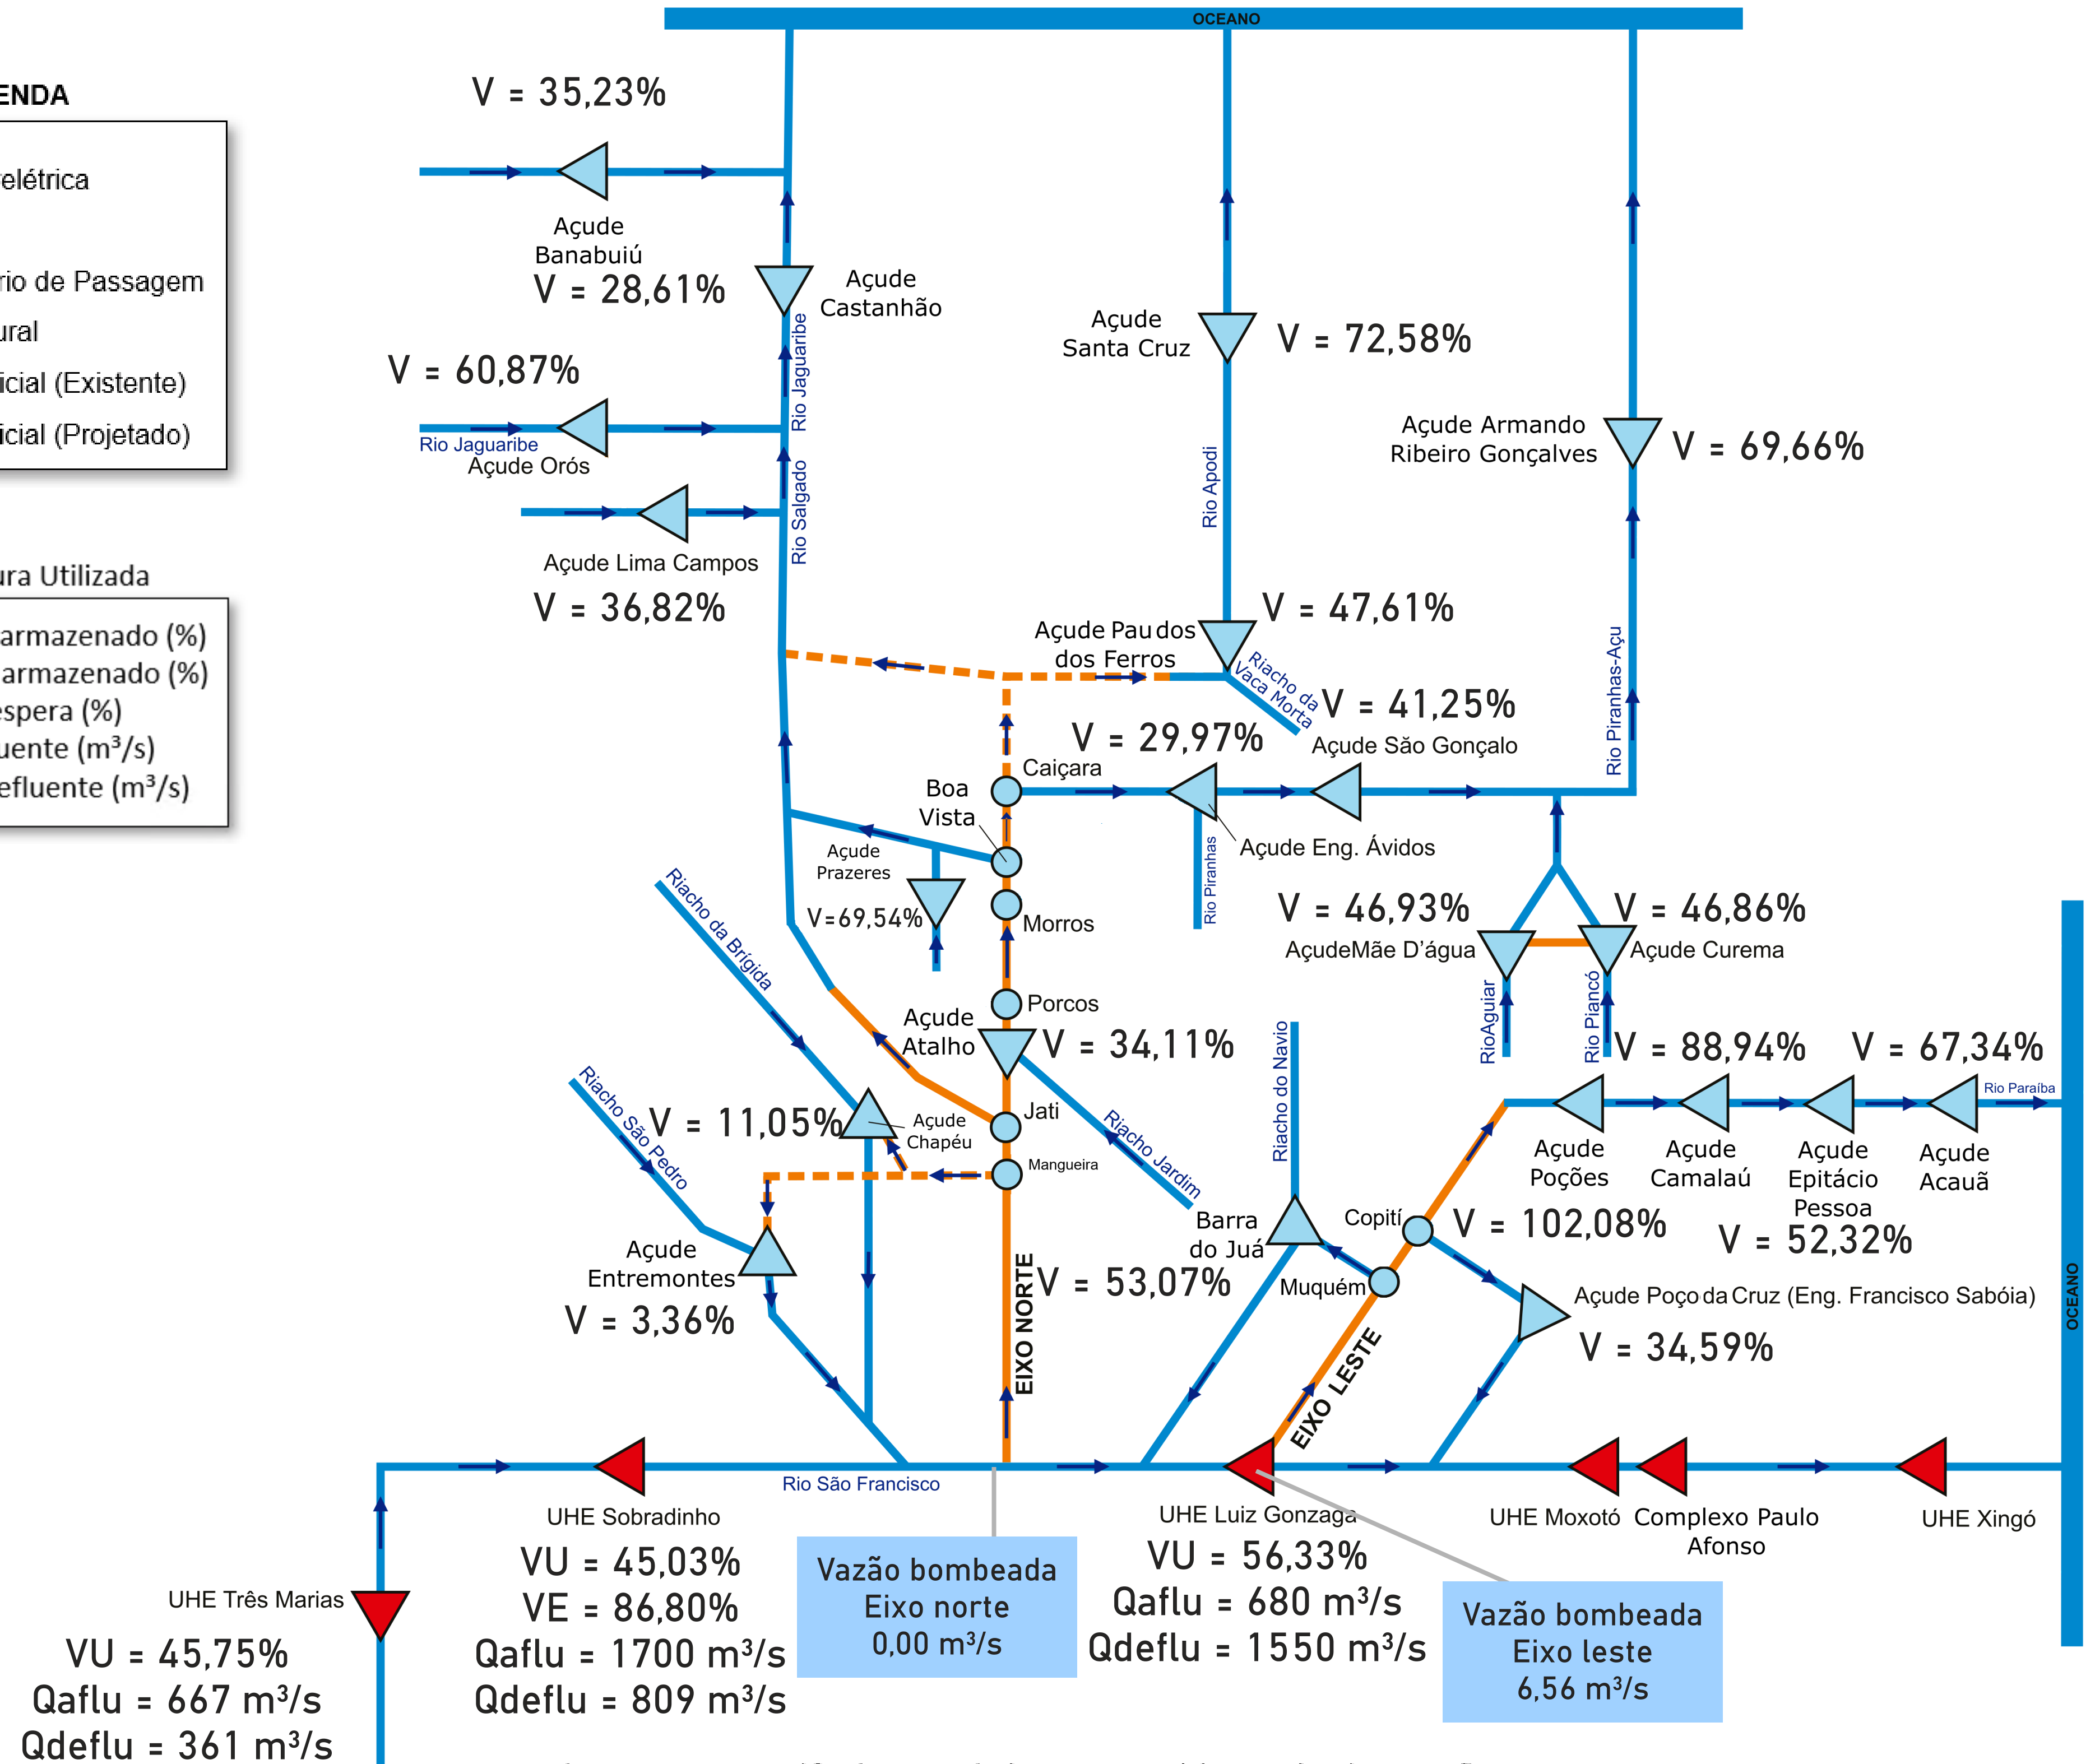 OCEANO
ENDA
elétrica
rio de Passagem
ural
icial (Existente)
icial (Projetado)
ura Utilizada
armazenado (%)
armazenado (%)
espera (%)
uente (m³/s)
efluente (m³/s)
V = 35,23%
Açude
Banabuiú
V = 28,61%
Açude
Castanhão
V = 60,87%
Rio Jaguaribe
Açude Orós
Rio Jaguaribe
Rio Salgado
Açude Lima Campos
V = 36,82%
Açude
Santa Cruz
V = 72,58%
Rio Apodi
Açude Armando
Ribeiro Gonçalves
V = 69,66%
Rio Piranhas-Açu
V = 47,61%
Açude Pau dos
dos Ferros
Riacho da
Vaca Morta
V = 41,25%
Açude São Gonçalo
V = 29,97%
Caiçara
Boa
Vista
Açude Eng. Ávidos
Rio Piranhas
Açude
Prazeres
V=69,54%
Morros
Riacho da Brígida
V = 46,93%
AçudeMãe D'água
V = 46,86%
Açude Curema
RioAguiar
Rio Piancó
Porcos
Açude
Atalho
V = 34,11%
Riacho do Navio
V = 88,94%
V = 67,34%
Rio Paraíba
Riacho São Pedro
V = 11,05%
Açude
Chapéu
Jati
Mangueira
Riacho Jardim
Açude
Poções
Açude
Camalaú
Açude
Epitácio
Pessoa
Açude
Acauã
V = 102,08%
V = 52,32%
Barra
do Juá
Copití
Muquém
V = 53,07%
Açude
Entremontes
V = 3,36%
EIXO NORTE
EIXO LESTE
Açude Poço da Cruz (Eng. Francisco Sabóia)
V = 34,59%
OCEANO
Rio São Francisco
UHE Sobradinho
VU = 45,03%
VE = 86,80%
Qaflu = 1700 m³/s
Qdeflu = 809 m³/s
Vazão bombeada
Eixo norte
0,00 m³/s
UHE Luiz Gonzaga
VU = 56,33%
Qaflu = 680 m³/s
Qdeflu = 1550 m³/s
Vazão bombeada
Eixo leste
6,56 m³/s
UHE Moxotó
Complexo Paulo
Afonso
UHE Xingó
UHE Três Marias
VU = 45,75%
Qaflu = 667 m³/s
Qdeflu = 361 m³/s